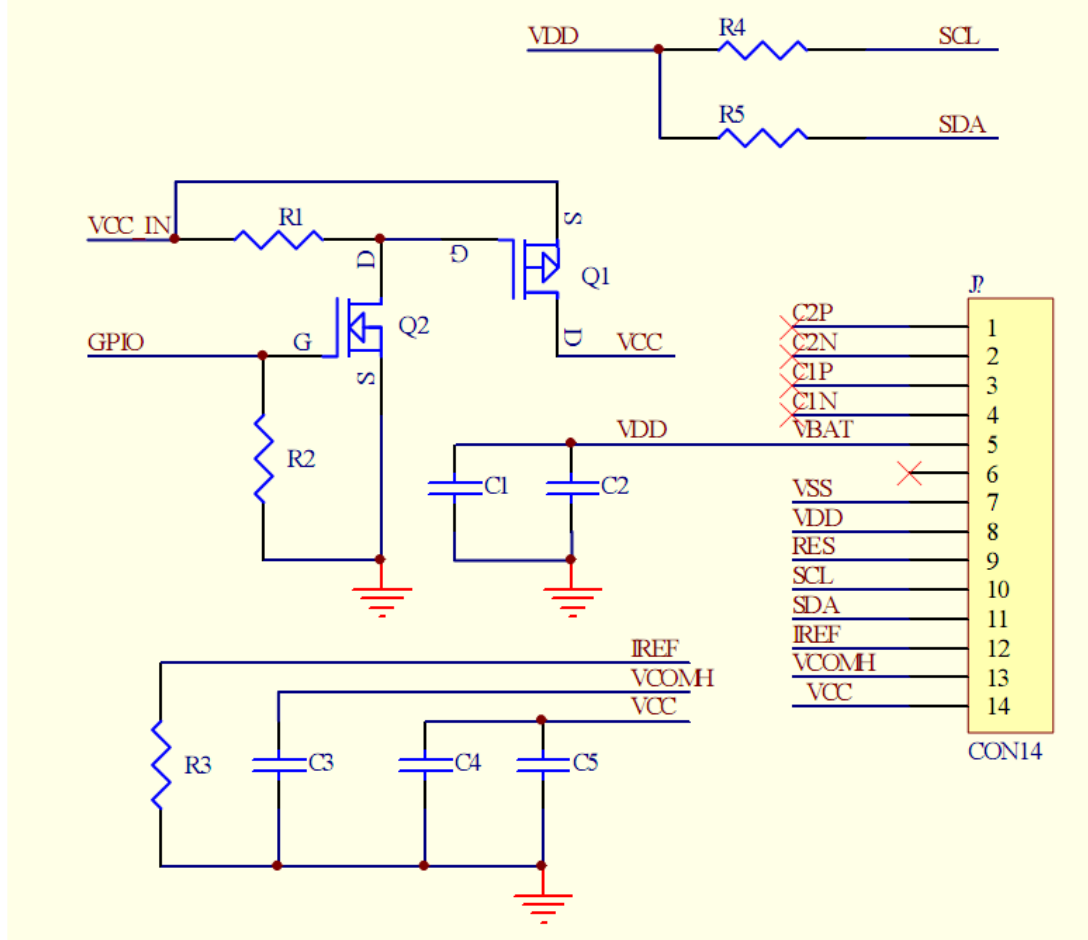 VDD
R4
SCL
R5
SDA
VCC_IN
R1
S
D
G
Q1
Q2
GPIO
G
S
D
VCC
R2
VDD
C1
C2
J?
C2P 1
C2N 2
C1P 3
C1N 4
VBAT 5
6
VSS 7
VDD 8
RES 9
SCL 10
SDA 11
IREF 12
VCOMH 13
VCC 14
CON14
IREF
VCOMH
VCC
R3
C3
C4
C5